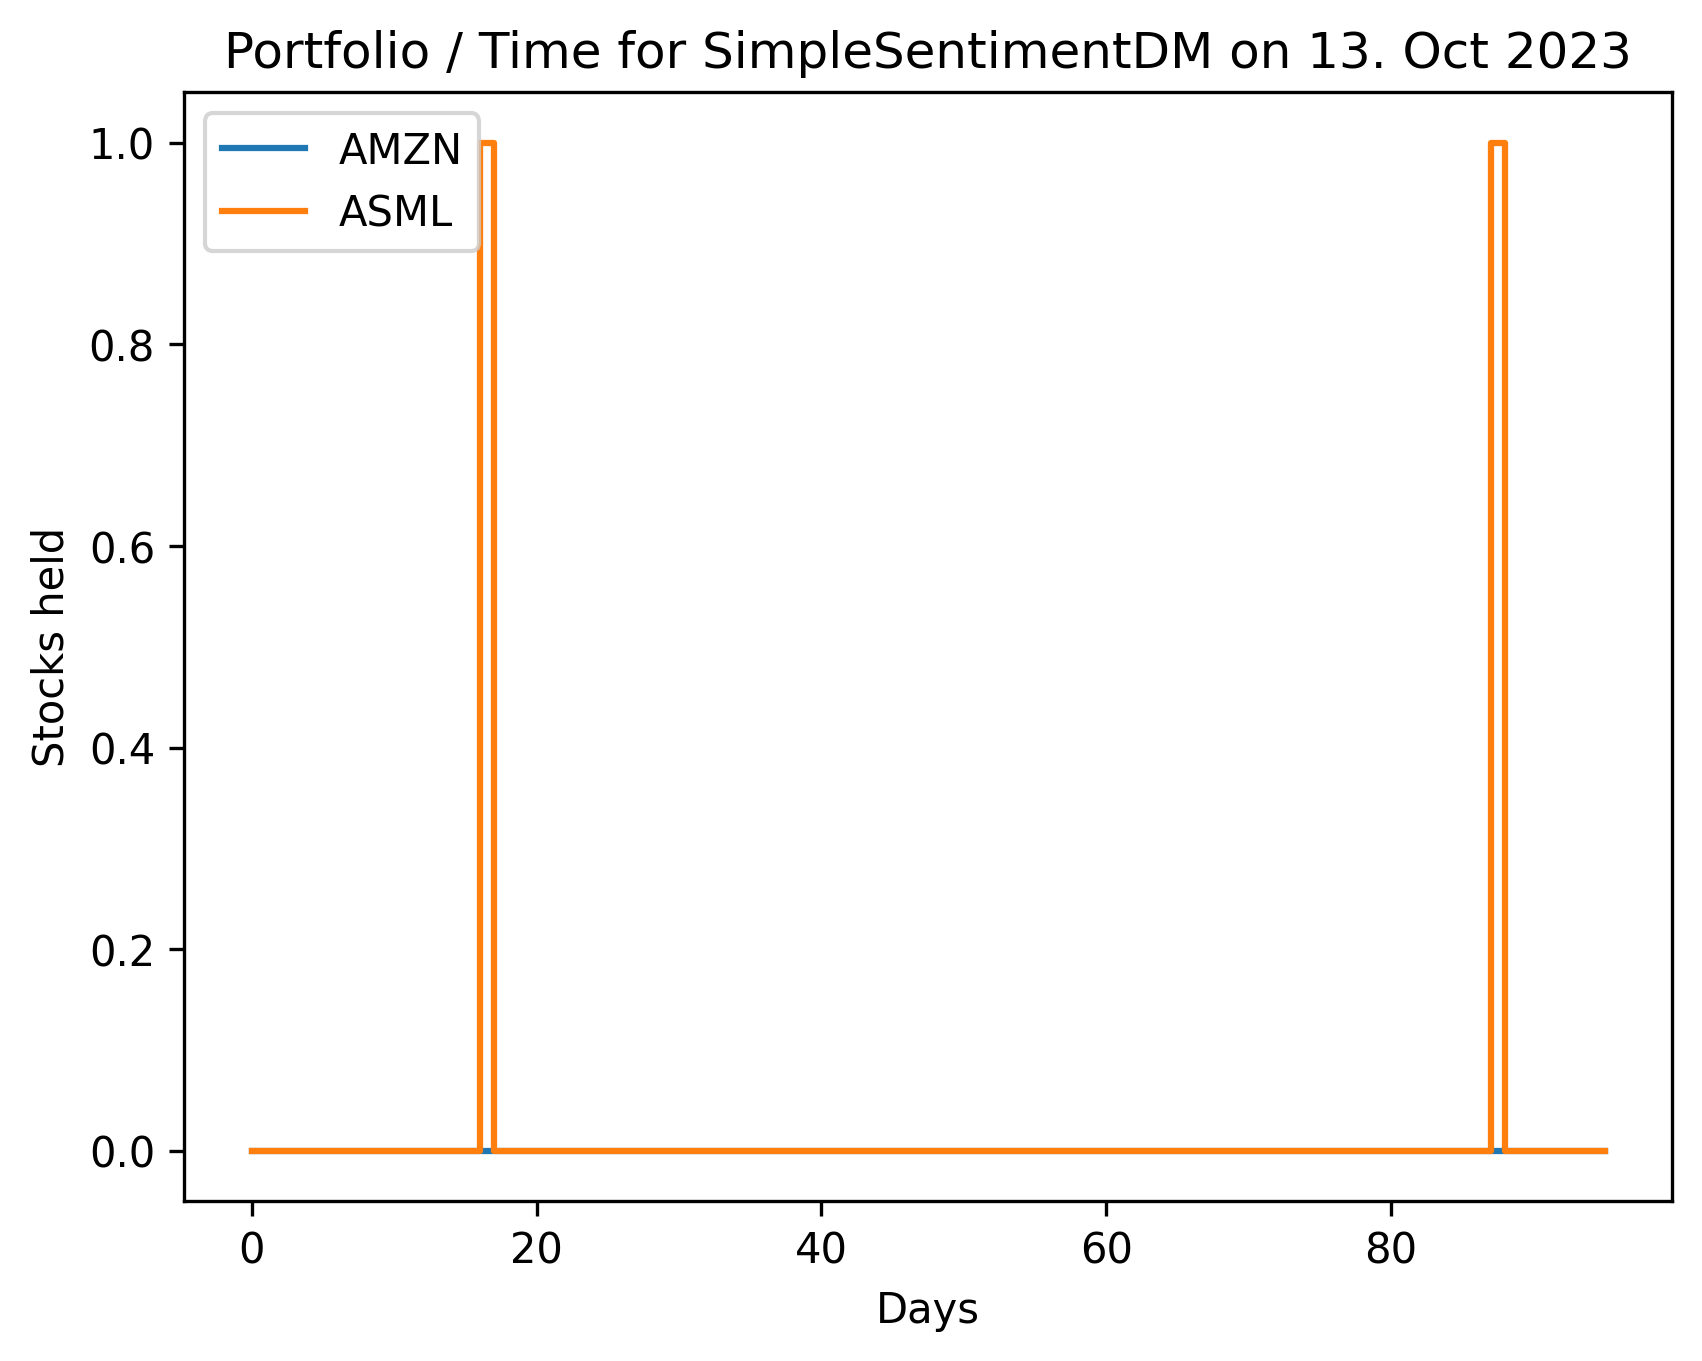 Portfolio / Time for SimpleSentimentDM on 13. Oct 2023
AMZN
ASML
1.0
0.8
0.6
0.4
0.2
0.0
Stocks held
0 20 40 60 80
Days